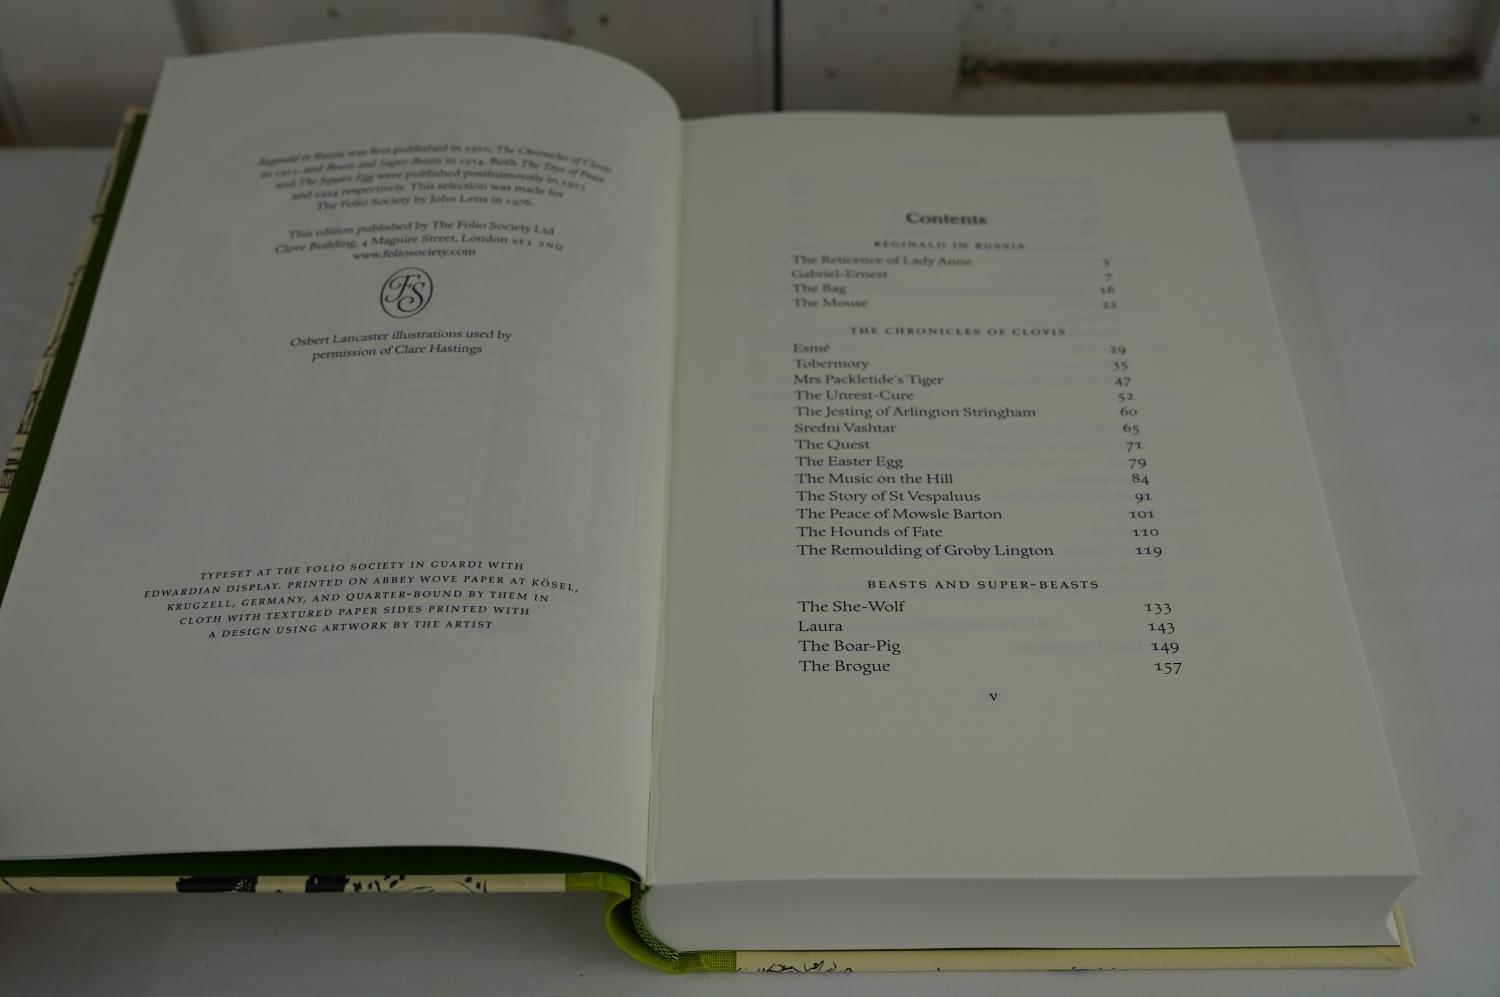 Reginald in Russia was first published in 1910, The Chronicles of Clovis
in 1911, and Beasts and Super-Beasts in 1914. Both The Toys of Peace
and The Square Egg were published posthumously in 1923
and 1924 respectively. This selection was made for
The Folio Society by John Letts in 1976.
This edition published by The Folio Society Ltd
Clove Building, 4 Maguire Street, London SE1 2NQ
www.foliosociety.com
FS
Osbert Lancaster illustrations used by
permission of Clare Hastings
TYPESET AT THE FOLIO SOCIETY IN GUARDI WITH
EDWARDIAN DISPLAY. PRINTED ON ABBEY WOVE PAPER AT KÖSEL,
KRUGZELL, GERMANY, AND QUARTER-BOUND BY THEM IN
CLOTH WITH TEXTURED PAPER SIDES PRINTED WITH
A DESIGN USING ARTWORK BY THE ARTIST
Contents
REGINALD IN RUSSIA
The Reticence of Lady Anne 3
Gabriel-Ernest 7
The Bag 16
The Mouse 22
THE CHRONICLES OF CLOVIS
Esmé 29
Tobermory 35
Mrs Packletide's Tiger 47
The Unrest-Cure 52
The Jesting of Arlington Stringham 60
Sredni Vashtar 65
The Quest 71
The Easter Egg 79
The Music on the Hill 84
The Story of St Vespaluus 91
The Peace of Mowsle Barton 101
The Hounds of Fate 110
The Remoulding of Groby Lington 119
BEASTS AND SUPER-BEASTS
The She-Wolf 133
Laura 143
The Boar-Pig 149
The Brogue 157
v